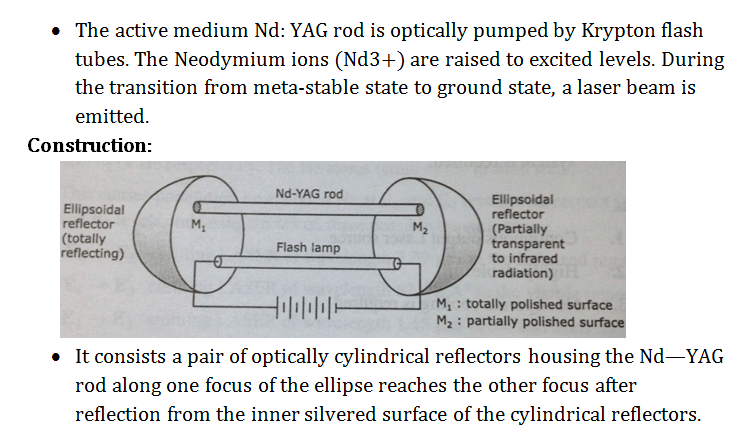 • The active medium Nd: YAG rod is optically pumped by Krypton flash
tubes. The Neodymium ions (Nd3+) are raised to excited levels. During
the transition from meta-stable state to ground state, a laser beam is
emitted.
Construction:
Nd-YAG rod
Ellipsoidal
reflector
(totally
reflecting)
M₁
M₂
Ellipsoidal
reflector
(Partially
transparent
to infrared
radiation)
Flash lamp
M₁ : totally polished surface
M₂ : partially polished surface
• It consists a pair of optically cylindrical reflectors housing the Nd—YAG
rod along one focus of the ellipse reaches the other focus after
reflection from the inner silvered surface of the cylindrical reflectors.